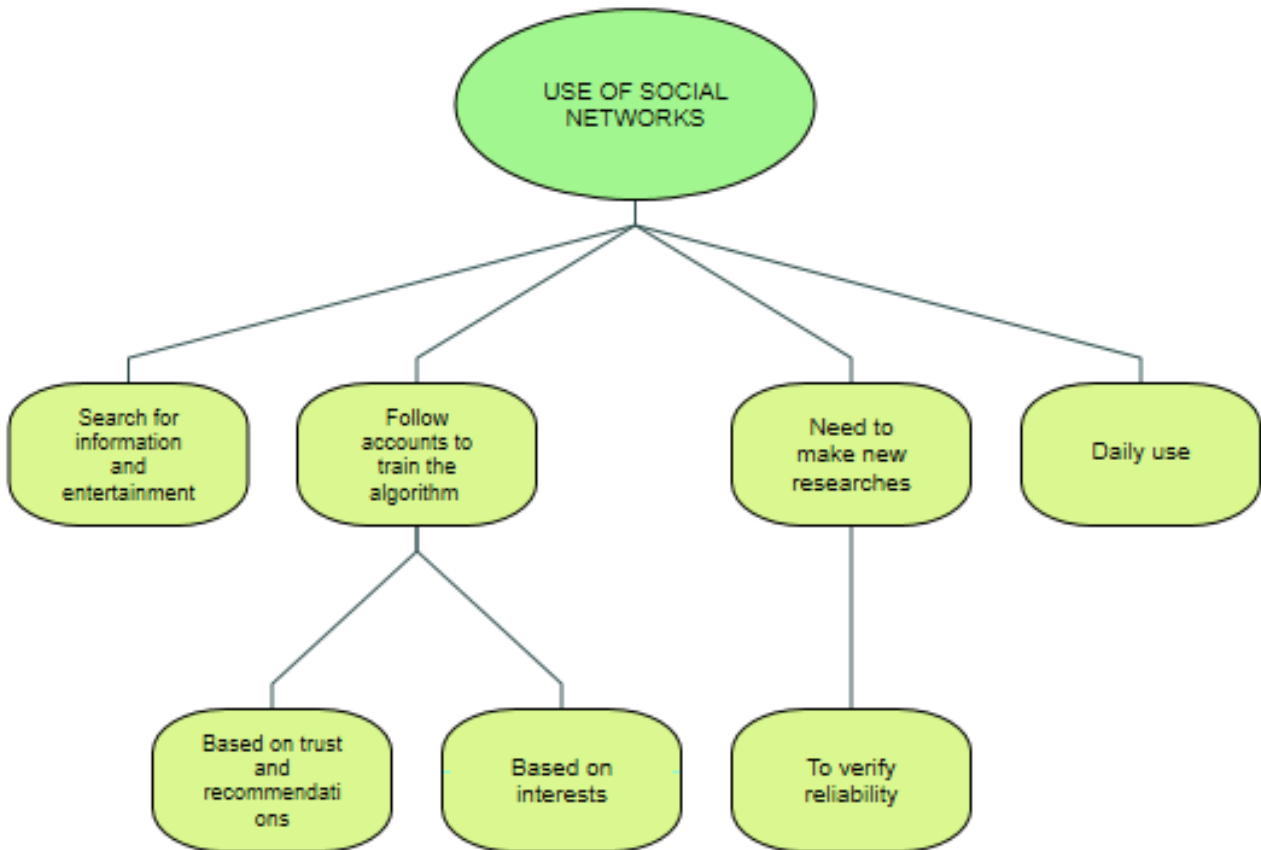 USE OF SOCIAL
NETWORKS
Search for
information
and
entertainment
Follow
accounts to
train the
algorithm
Need to
make new
researches
Daily use
Based on trust
and
recommendati
ons
Based on
interests
To verify
reliability